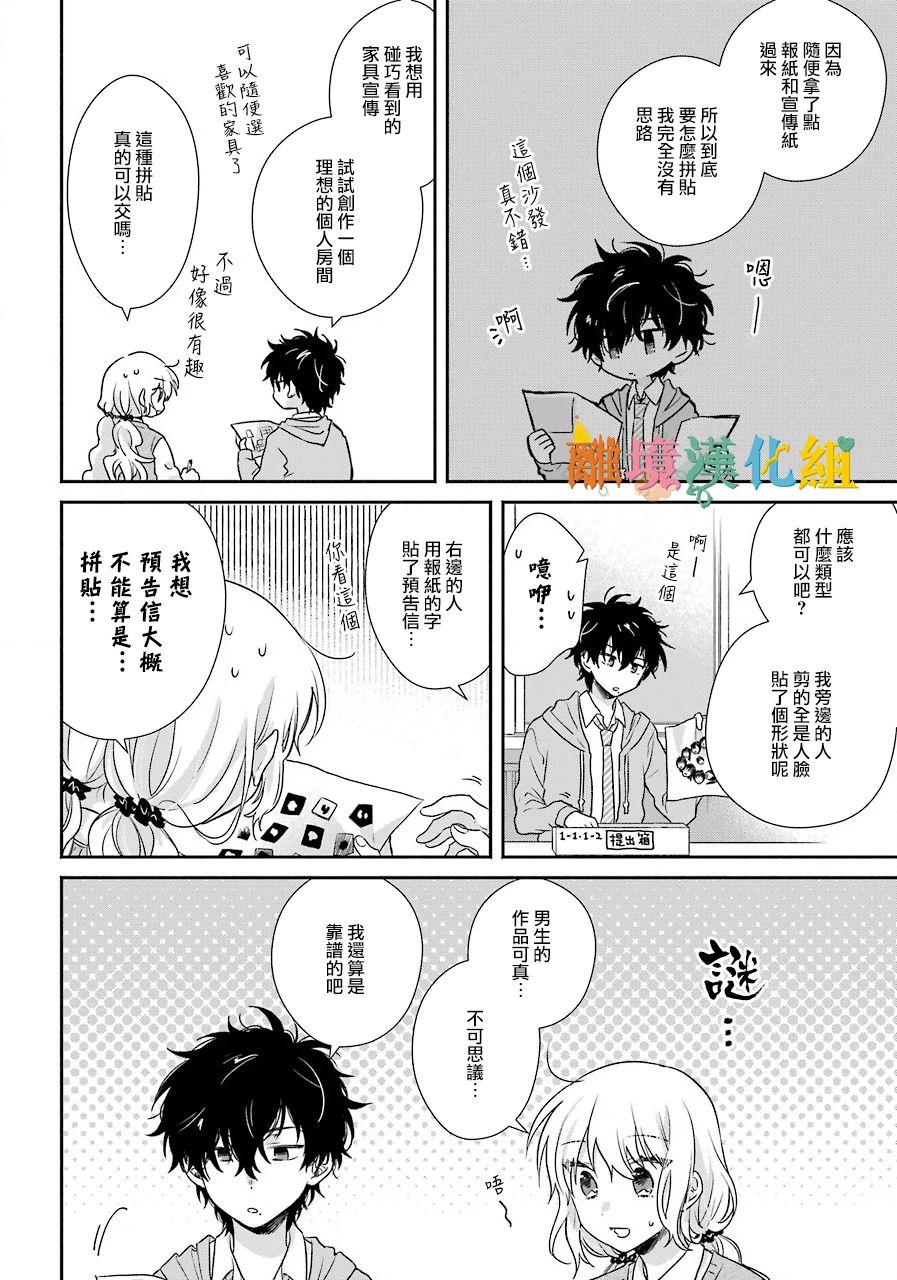 因為
隨便拿了點
報紙和宣傳紙
過來
所以到底
要怎麼拼貼
我完全沒有
思路
嗯—
這個沙發
真不錯…
啊
我想用
碰巧看到的
家具宣傳
試試創作一個
理想的個人房間
可以隨便選
喜歡的家具了
這種拼貼
真的可以交嗎…
不過
好像很有趣
離境漢化組
應該
什麼類型
都可以吧？
我旁邊的人
剪的全是人臉
貼了個形狀呢
啊—
是這個
噫咿…
1-1.1-2
提出箱
右邊的人
用報紙的字
貼了預告信…
你看這個
我想
預告信大概
不能算是…
拼貼…
謎…
男生的
作品可真…
不可思議…
唔
我還算是
靠譜的吧